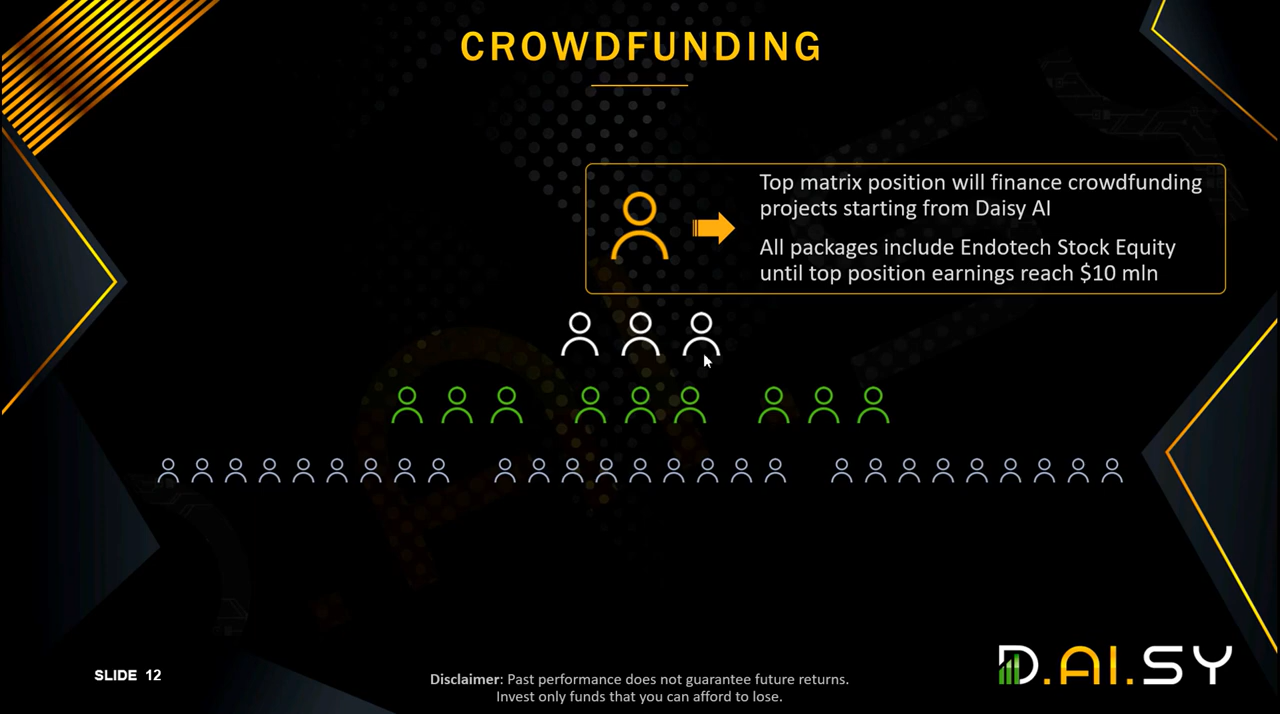 CROWDFUNDING
Top matrix position will finance crowdfunding
projects starting from Daisy AI
All packages include Endotech Stock Equity
until top position earnings reach $10 mln
SLIDE 12
Disclaimer: Past performance does not guarantee future returns.
Invest only funds that you can afford to lose.
D.AI.SY